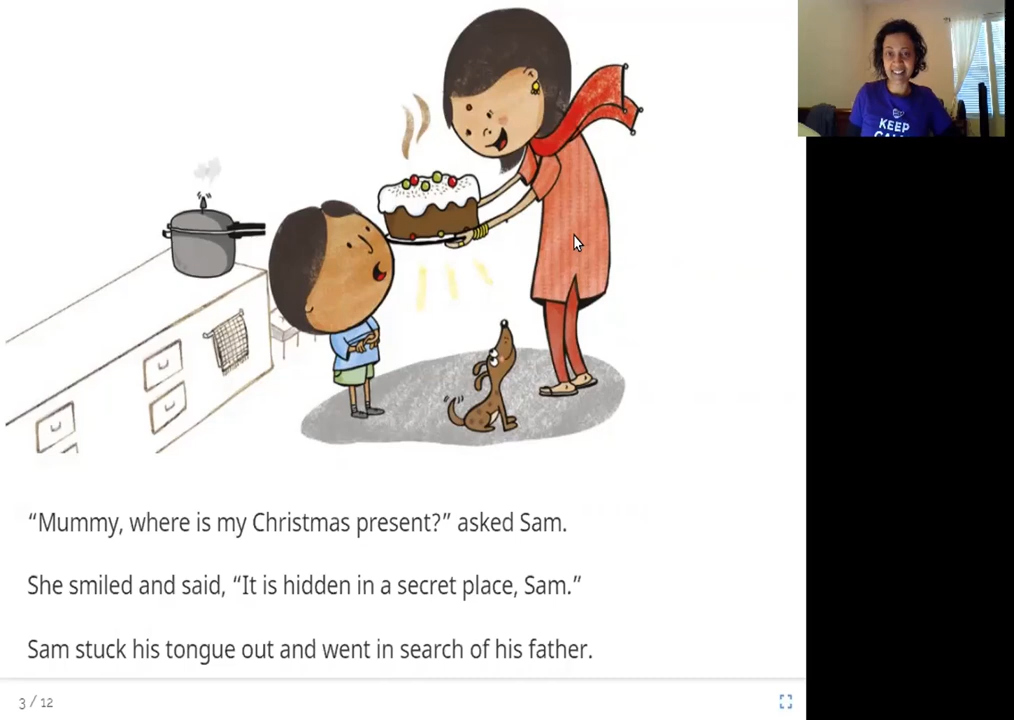 KEEP
“Mummy, where is my Christmas present?” asked Sam.
She smiled and said, “It is hidden in a secret place, Sam.”
Sam stuck his tongue out and went in search of his father.
3 / 12